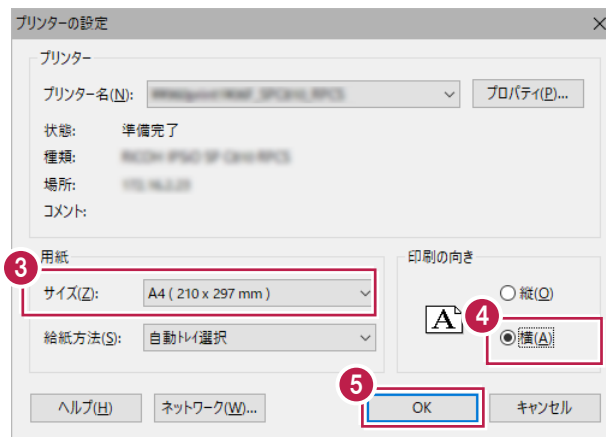 プリンターの設定
プリンター
プリンター名(N):
プロパティ(P)...
状態: 準備完了
種類:
場所:
コメント:
3
用紙
サイズ(Z): A4 ( 210 x 297 mm )
給紙方法(S): 自動トレイ選択
印刷の向き
A
縦(O)
4
横(A)
5
ヘルプ(H)
ネットワーク(W)...
OK
キャンセル